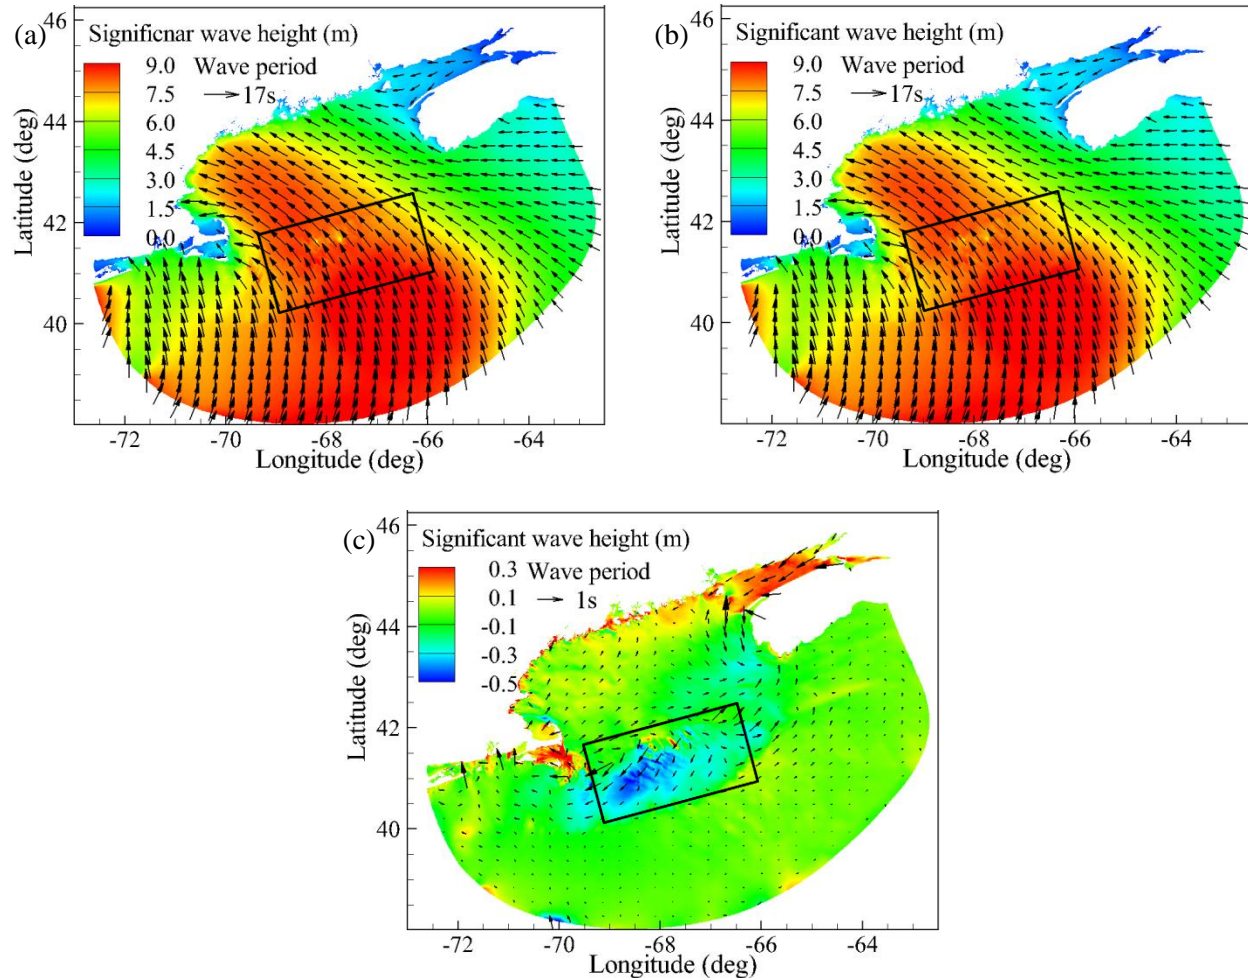 (a)
Significnar wave height (m)
9.0 Wave period
7.5 17s
6.0
4.5
3.0
1.5
0.0
46
44
42
40
Latitude (deg)
-72 -70 -68 -66 -64
Longitude (deg)
(b)
Significant wave height (m)
9.0 Wave period
7.5 17s
6.0
4.5
3.0
1.5
0.0
46
44
42
40
Latitude (deg)
-72 -70 -68 -66 -64
Longitude (deg)
(c)
Significant wave height (m)
0.3 Wave period
0.1 1s
-0.1
-0.3
-0.5
46
44
42
40
Latitude (deg)
-72 -70 -68 -66 -64
Longitude (deg)